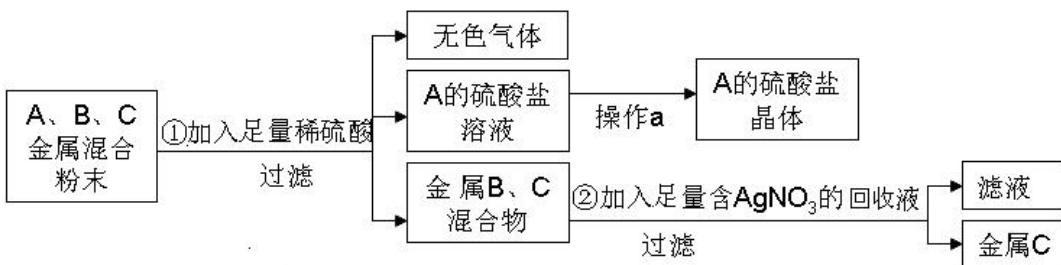 无色气体
A、B、C
金属混合
粉末
①加入足量稀硫酸
过滤
A的硫酸盐
溶液
操作a
A的硫酸盐
晶体
金属B、C
混合物
②加入足量含AgNO₃的回收液
过滤
滤液
金属C